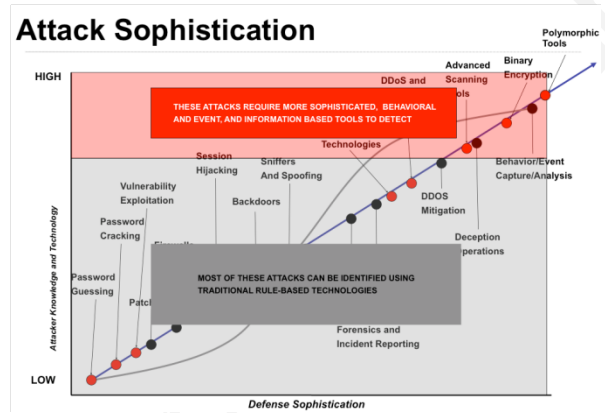 Attack Sophistication
HIGH
Polymorphic
Tools
Binary
Encryption
Advanced
Scanning
DDoS and
THESE ATTACKS REQUIRE MORE SOPHISTICATED, BEHAVIORAL
AND EVENT, AND INFORMATION BASED TOOLS TO DETECT
Technologies
Session
Hijacking
Sniffers
And Spoofing
Behavior/Event
Capture/Analysis
Vulnerability
Exploitation
Backdoors
DDOS
Mitigation
Password
Cracking
Deception
Operations
Password
Guessing
MOST OF THESE ATTACKS CAN BE IDENTIFIED USING
TRADITIONAL RULE-BASED TECHNOLOGIES
Forensics and
Incident Reporting
Attacker Knowledge and Technology
LOW
Defense Sophistication